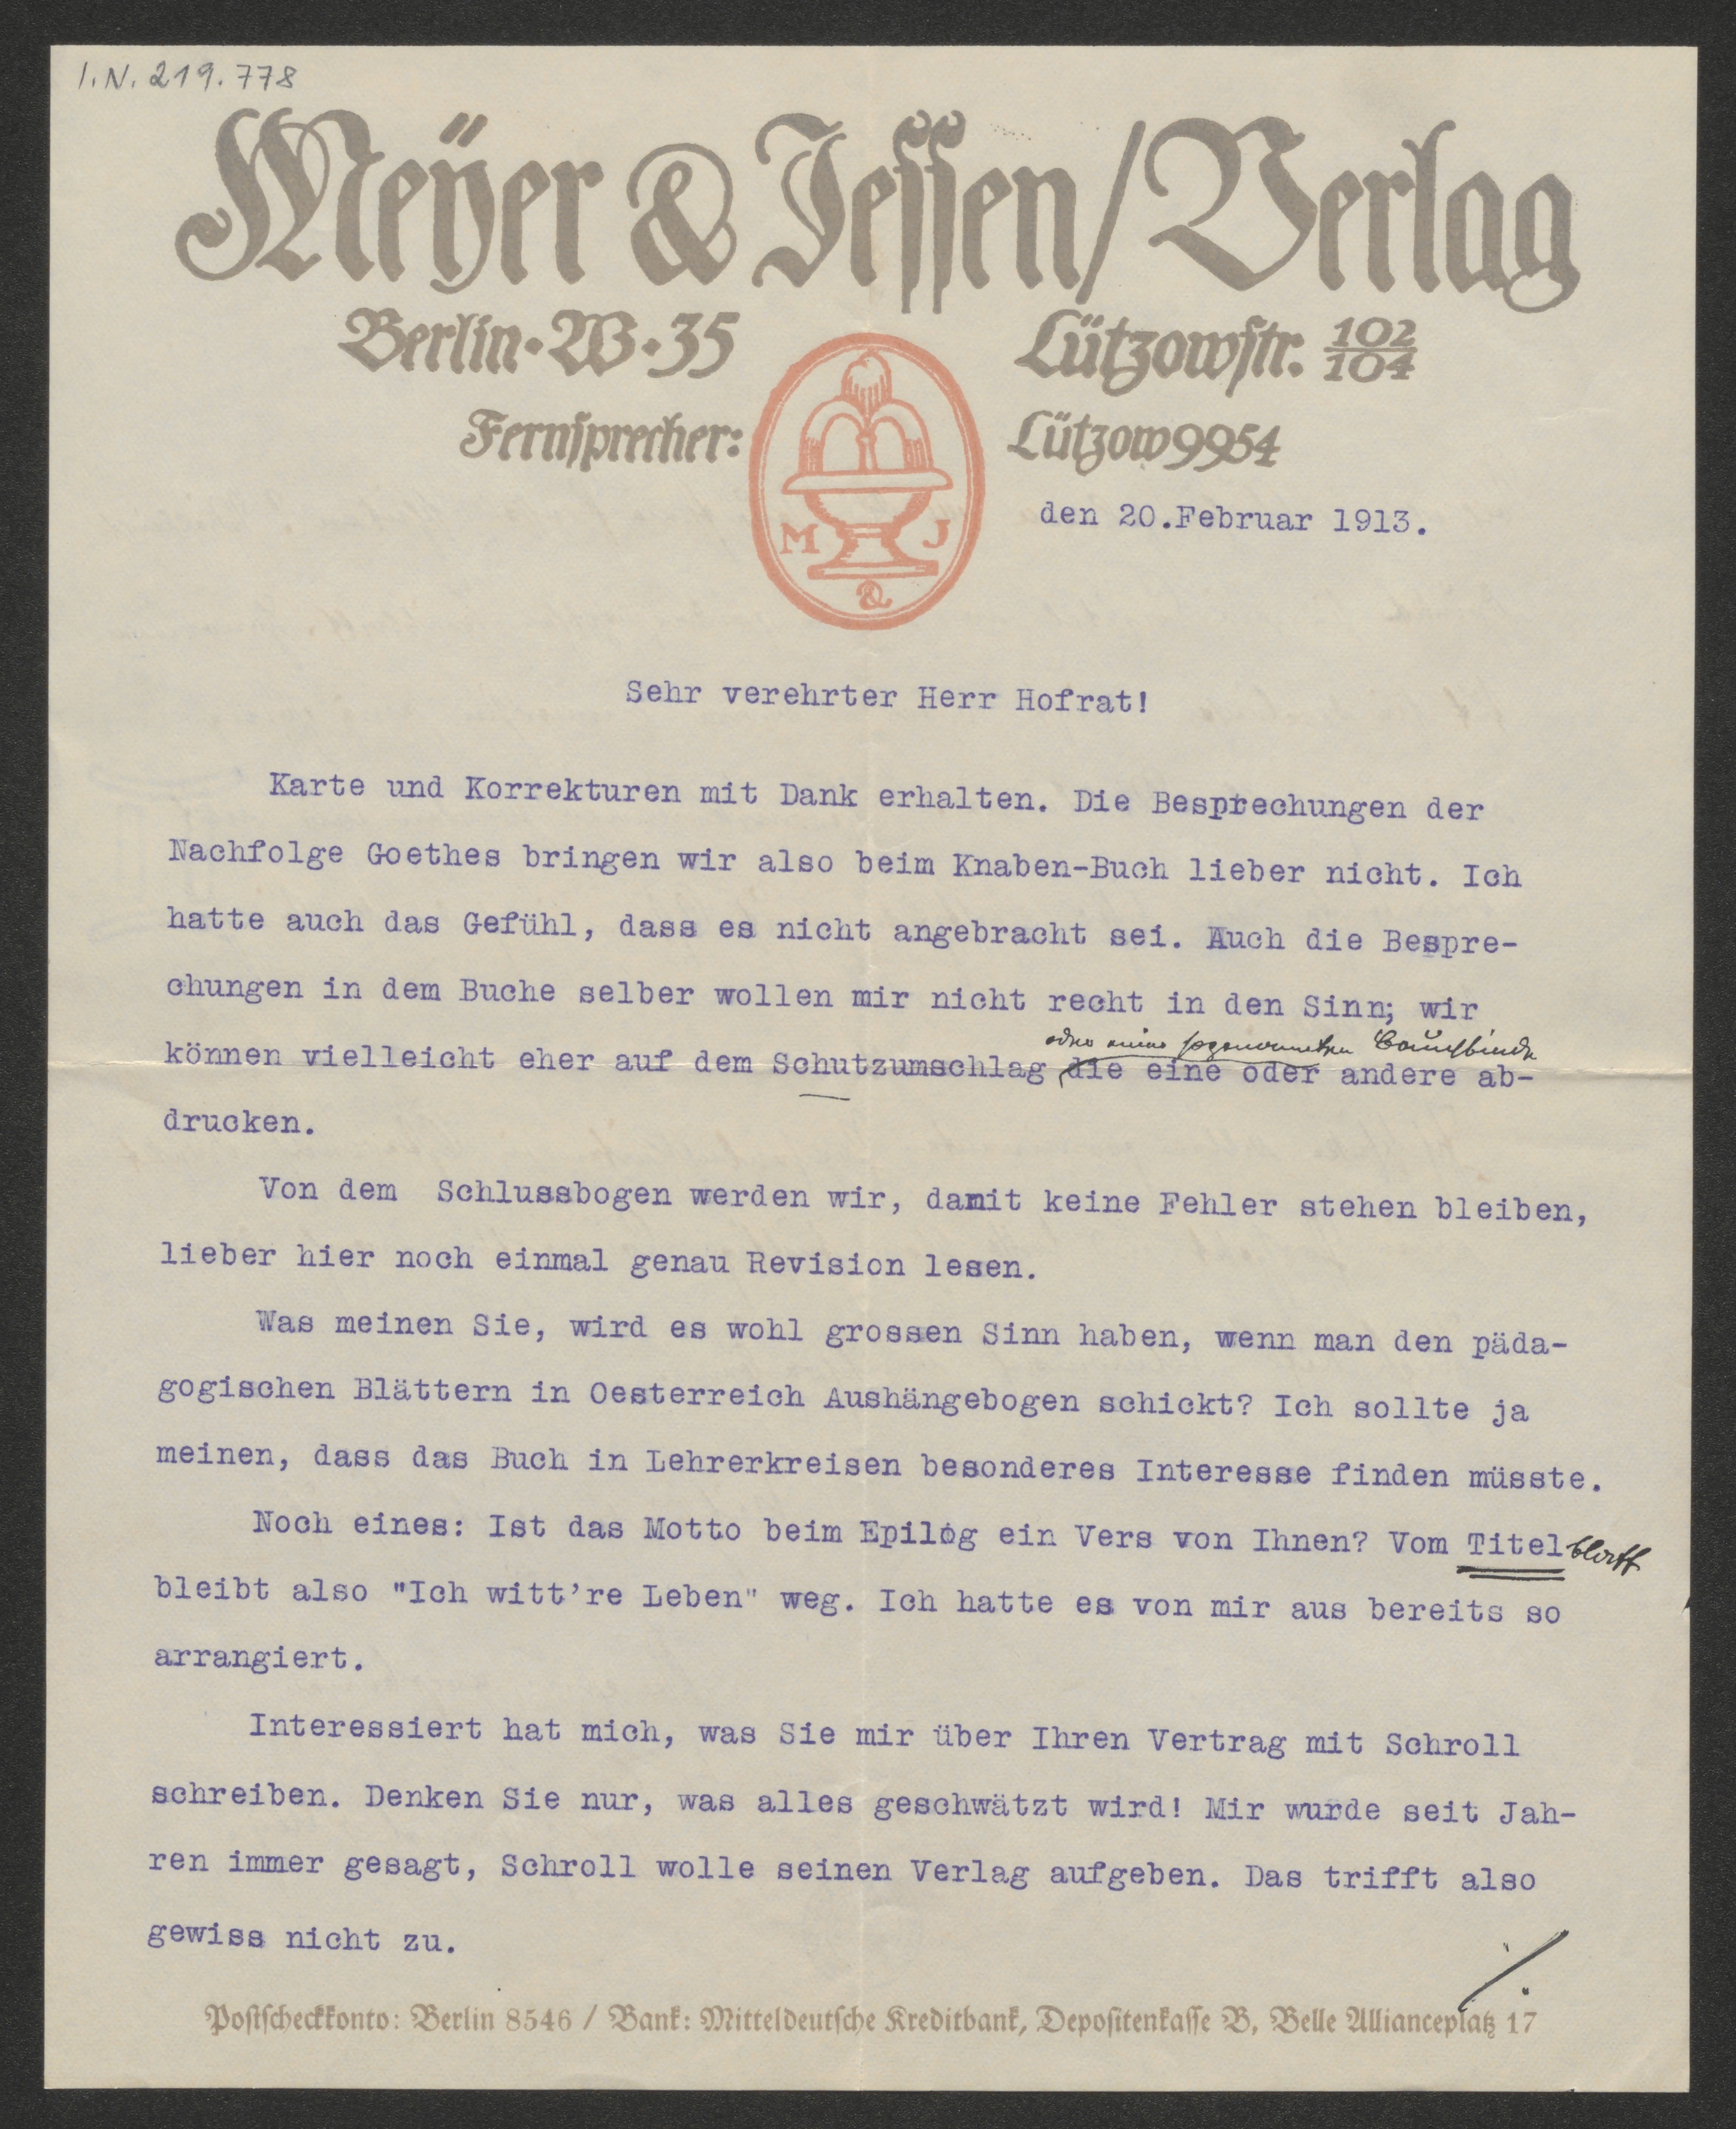 I.N. 219.778
Meÿer & Jessen / Verlag
Berlin · W · 35
Lützowstr. 102/104
Fernsprecher:
Lützow 9954
M J
&
den 20.Februar 1913.
Sehr verehrter Herr Hofrat!
Karte und Korrekturen mit Dank erhalten. Die Besprechungen der
Nachfolge Goethes bringen wir also beim Knaben-Buch lieber nicht. Ich
hatte auch das Gefühl, dass es nicht angebracht sei. Auch die Bespre-
chungen in dem Buche selber wollen mir nicht recht in den Sinn; wir
oder einer sogenannten Bauchbinde
können vielleicht eher auf dem Schutzumschlag die eine oder andere ab-
drucken.
Von dem Schlussbogen werden wir, damit keine Fehler stehen bleiben,
lieber hier noch einmal genau Revision lesen.
Was meinen Sie, wird es wohl grossen Sinn haben, wenn man den päda-
gogischen Blättern in Oesterreich Aushängebogen schickt? Ich sollte ja
meinen, dass das Buch in Lehrerkreisen besonderes Interesse finden müsste.
Noch eines: Ist das Motto beim Epilog ein Vers von Ihnen? Vom Titelblatt
bleibt also "Ich witt're Leben" weg. Ich hatte es von mir aus bereits so
arrangiert.
Interessiert hat mich, was Sie mir über Ihren Vertrag mit Schroll
schreiben. Denken Sie nur, was alles geschwätzt wird! Mir wurde seit Jah-
ren immer gesagt, Schroll wolle seinen Verlag aufgeben. Das trifft also
gewiss nicht zu.
./.
Postscheckkonto: Berlin 8546 / Bank: Mitteldeutsche Kreditbank, Depositenkasse B, Belle Allianceplatz 17